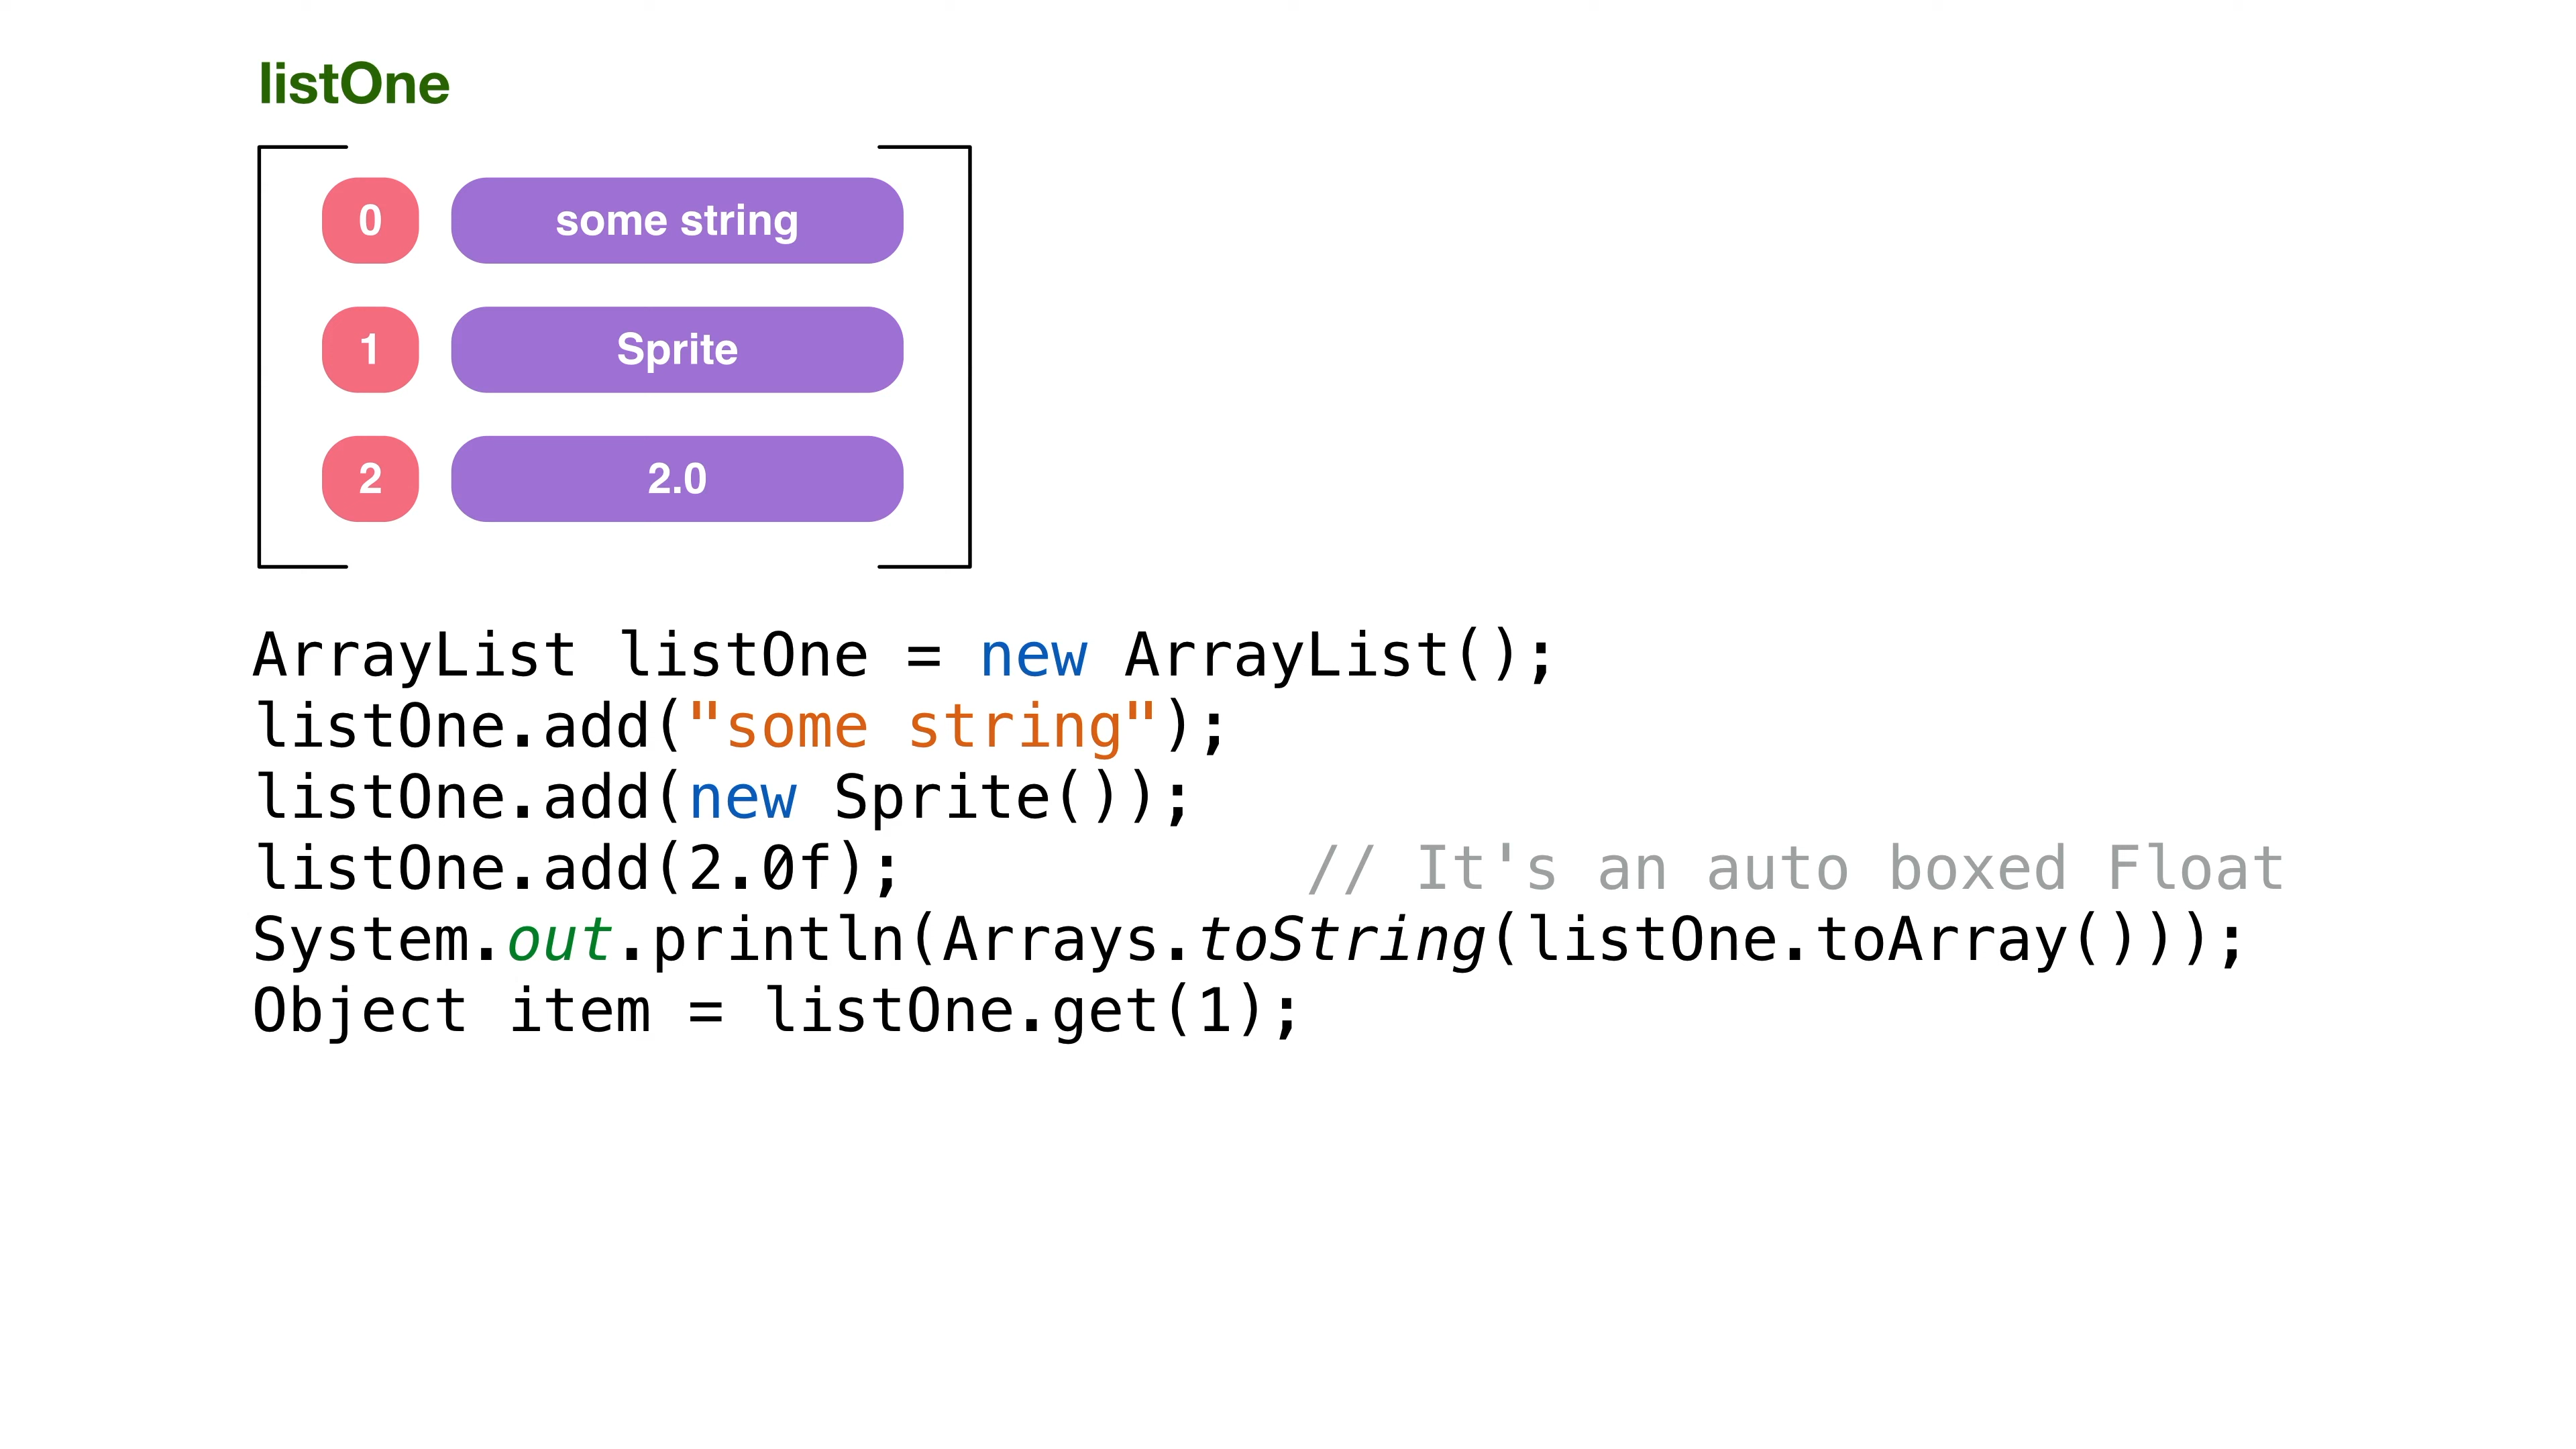 listOne
0 some string
1 Sprite
2 2.0
ArrayList listOne = new ArrayList();
listOne.add("some string");
listOne.add(new Sprite());
listOne.add(2.0f); // It's an auto boxed Float
System.out.println(Arrays.toString(listOne.toArray()));
Object item = listOne.get(1);